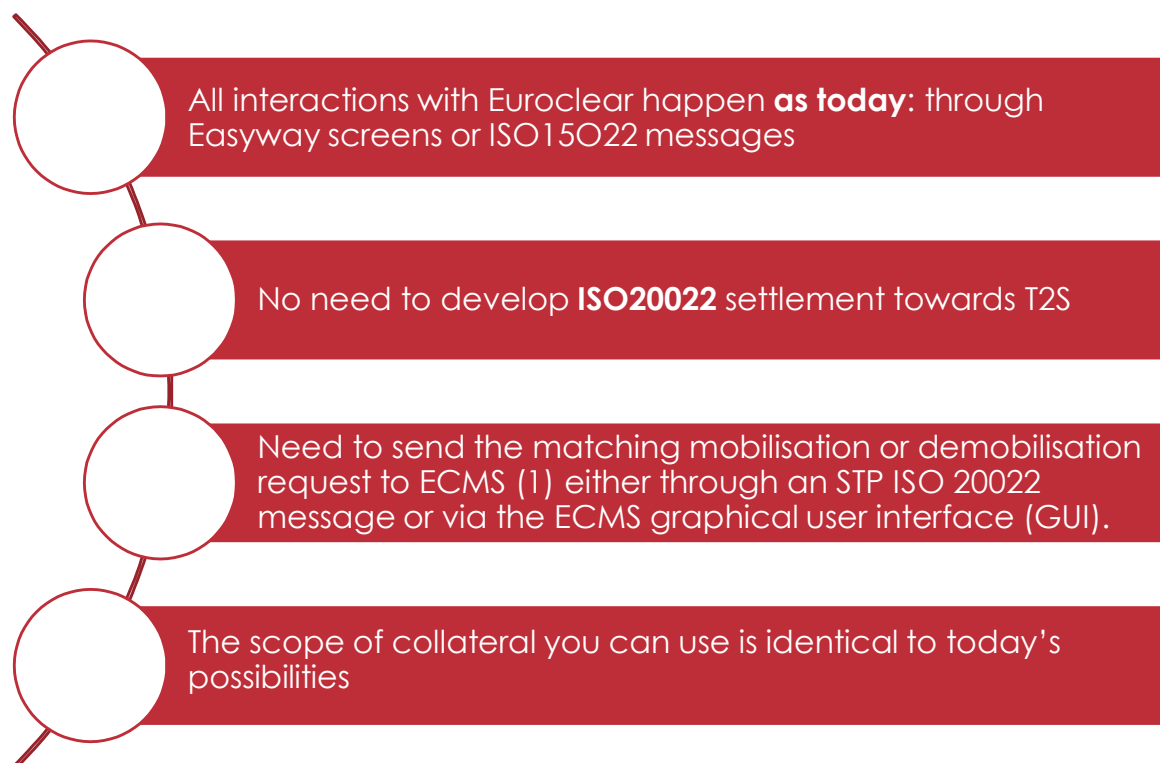 All interactions with Euroclear happen as today: through
Easyway screens or ISO15O22 messages
No need to develop ISO20022 settlement towards T2S
Need to send the matching mobilisation or demobilisation
request to ECMS (1) either through an STP ISO 20022
message or via the ECMS graphical user interface (GUI).
The scope of collateral you can use is identical to today’s
possibilities